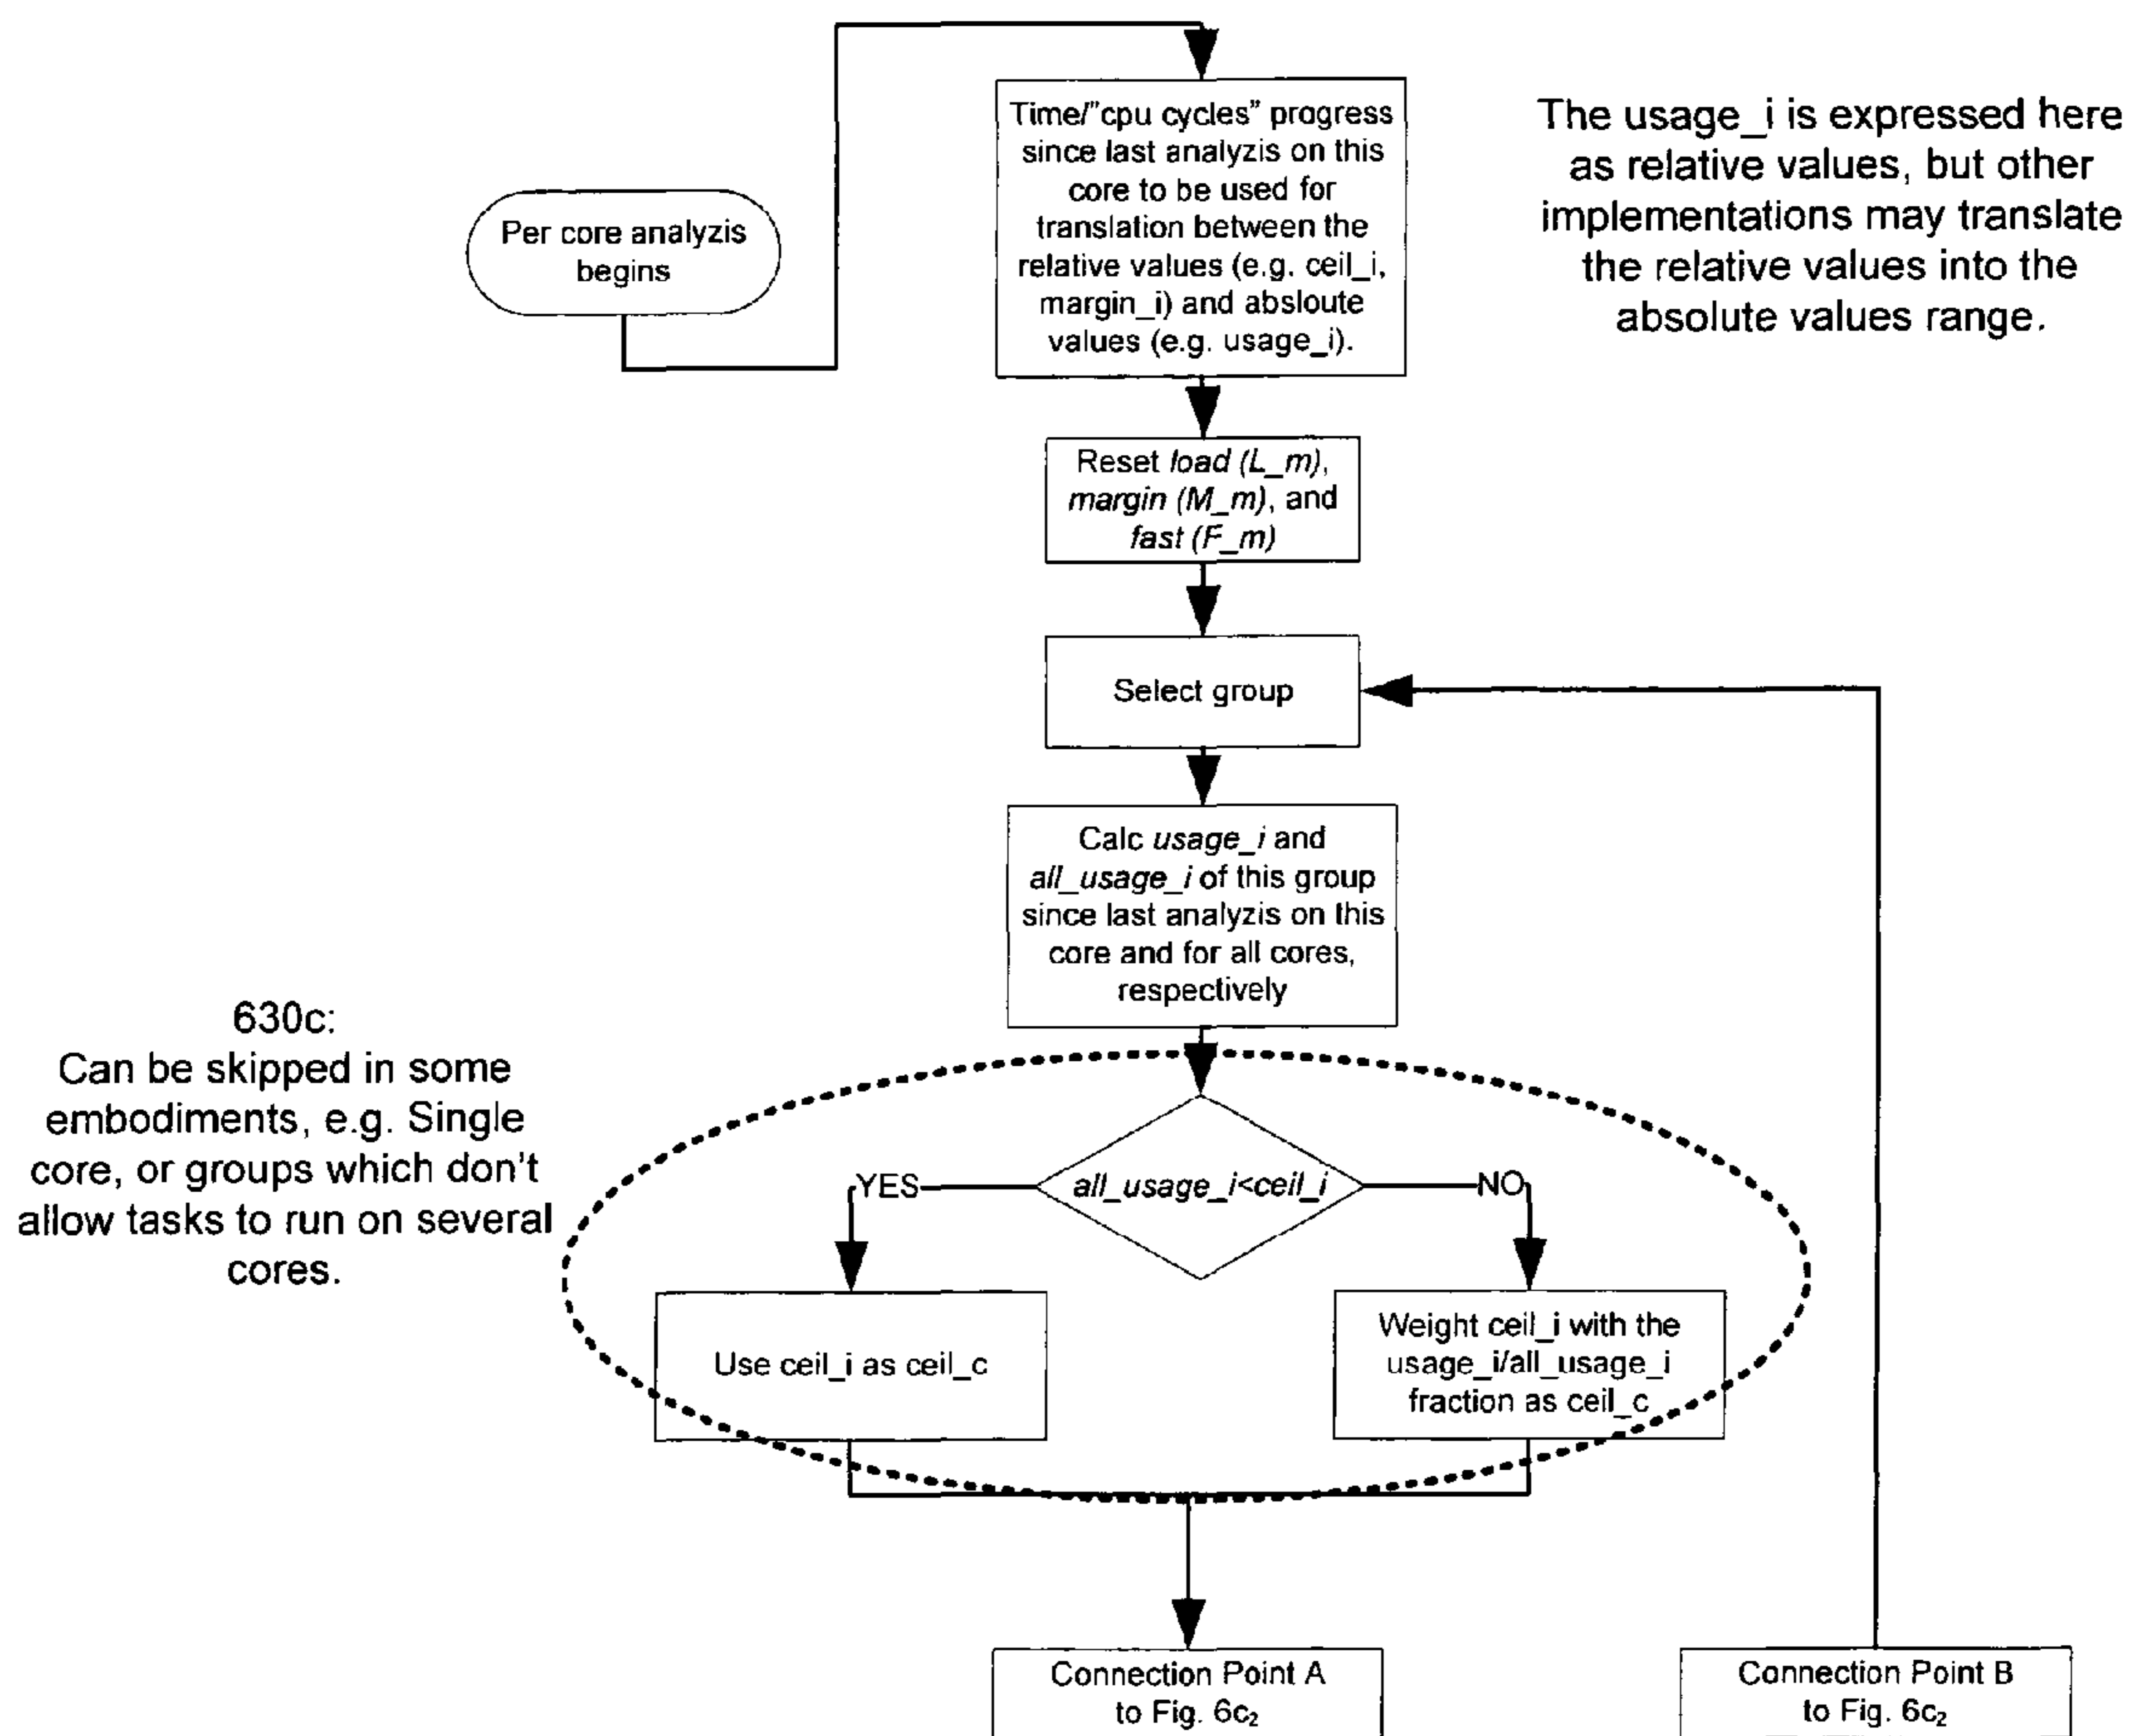 Per core analyzis
begins
Time/"cpu cycles" progress
since last analyzis on this
core to be used for
translation between the
relative values (e.g. ceil_i,
margin_i) and absloute
values (e.g. usage_i).
The usage_i is expressed here
as relative values, but other
implementations may translate
the relative values into the
absolute values range.
Reset load (L_m),
margin (M_m), and
fast (F_m)
Select group
Calc usage_i and
all_usage_i of this group
since last analyzis on this
core and for all cores,
respectively
630c:
Can be skipped in some
embodiments, e.g. Single
core, or groups which don't
allow tasks to run on several
cores.
all_usage_i<ceil_i
YES
NO
Use ceil_i as ceil_c
Weight ceil_i with the
usage_i/all_usage_i
fraction as ceil_c
Connection Point A
to Fig. 6c₂
Connection Point B
to Fig. 6c₂